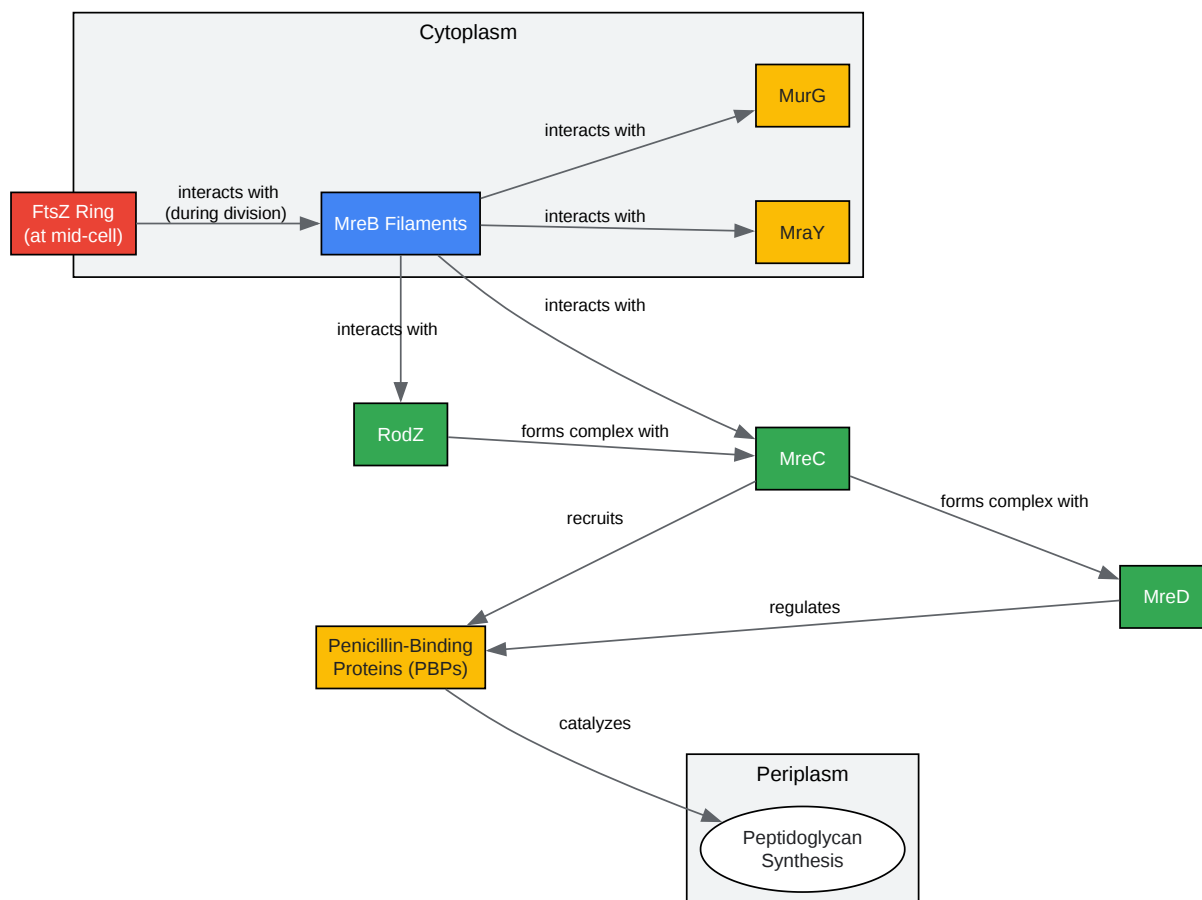 Cytoplasm
MurG
interacts with
interacts with
(during division)
FtsZ Ring
(at mid-cell)
MreB Filaments
interacts with
MraY
interacts with
interacts with
RodZ
forms complex with
MreC
recruits
forms complex with
MreD
regulates
Penicillin-Binding
Proteins (PBPs)
catalyzes
Periplasm
Peptidoglycan
Synthesis